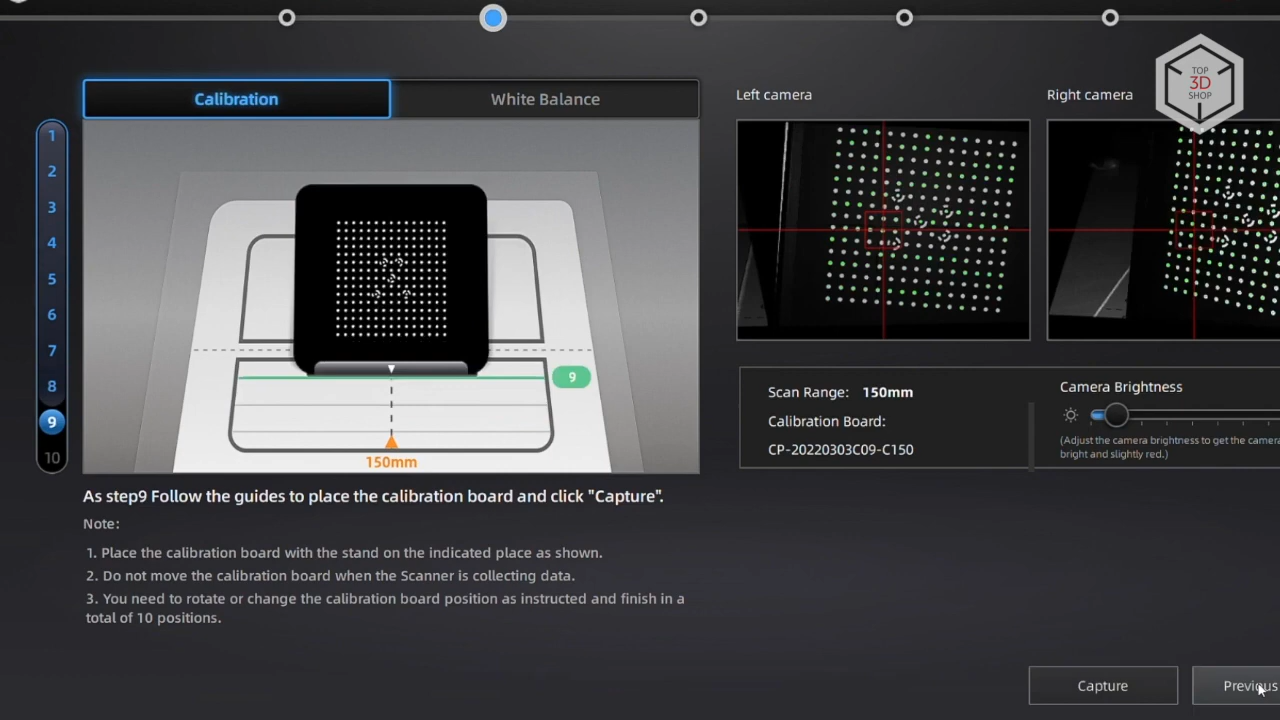 TOP
3D
SHOP
Calibration
White Balance
Left camera
Right camera
1
2
3
4
5
6
7
8
9
10
9
150mm
Scan Range: 150mm
Calibration Board:
CP-20220303C09-C150
Camera Brightness
(Adjust the camera brightness to get the camera
bright and slightly red.)
As step9 Follow the guides to place the calibration board and click "Capture".
Note:
1. Place the calibration board with the stand on the indicated place as shown.
2. Do not move the calibration board when the Scanner is collecting data.
3. You need to rotate or change the calibration board position as instructed and finish in a
total of 10 positions.
Capture
Previous